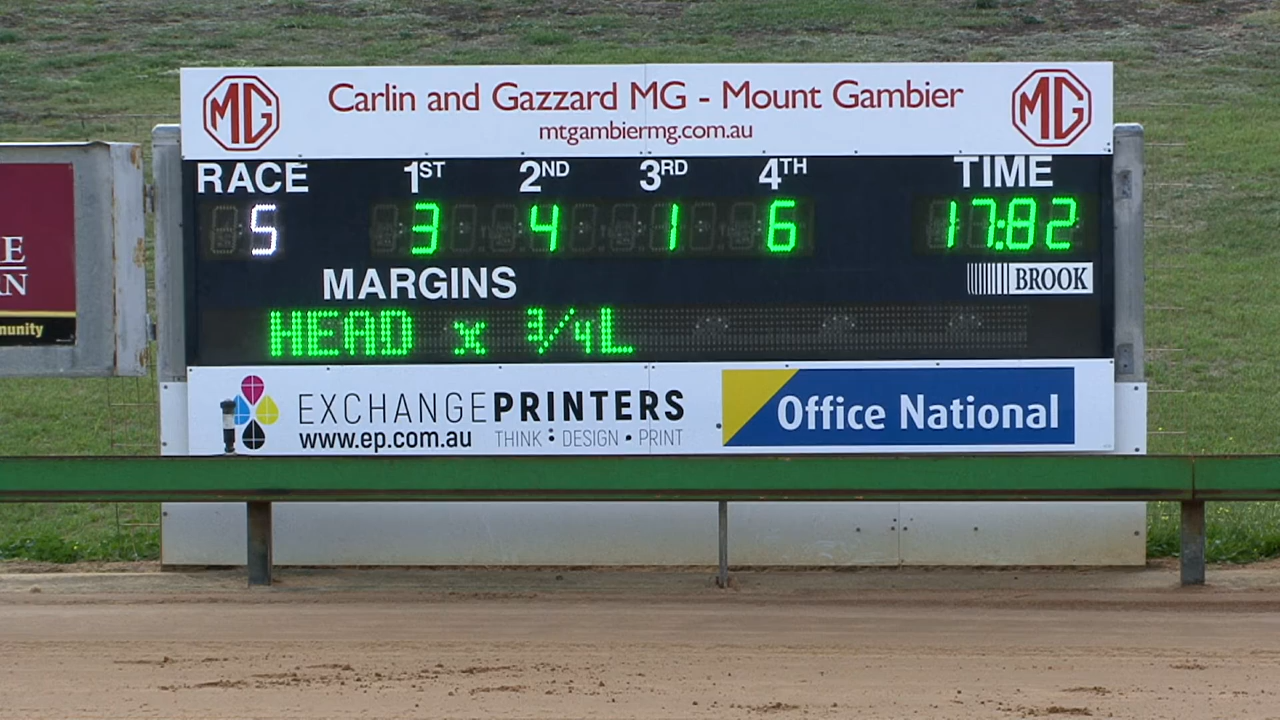 MG Carlin and Gazzard MG - Mount Gambier MG
mtgambiermg.com.au
RACE 1ST 2ND 3RD 4TH TIME
5 3 4 1 6 17:82
MARGINS BROOK
HEAD x 3/4L
EXCHANGEPRINTERS
www.ep.com.au THINK : DESIGN • PRINT
Office National
E
N
munity